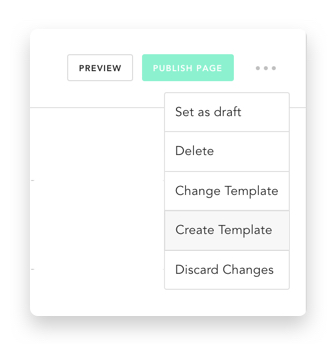 PREVIEW
PUBLISH PAGE
Set as draft
Delete
Change Template
Create Template
Discard Changes